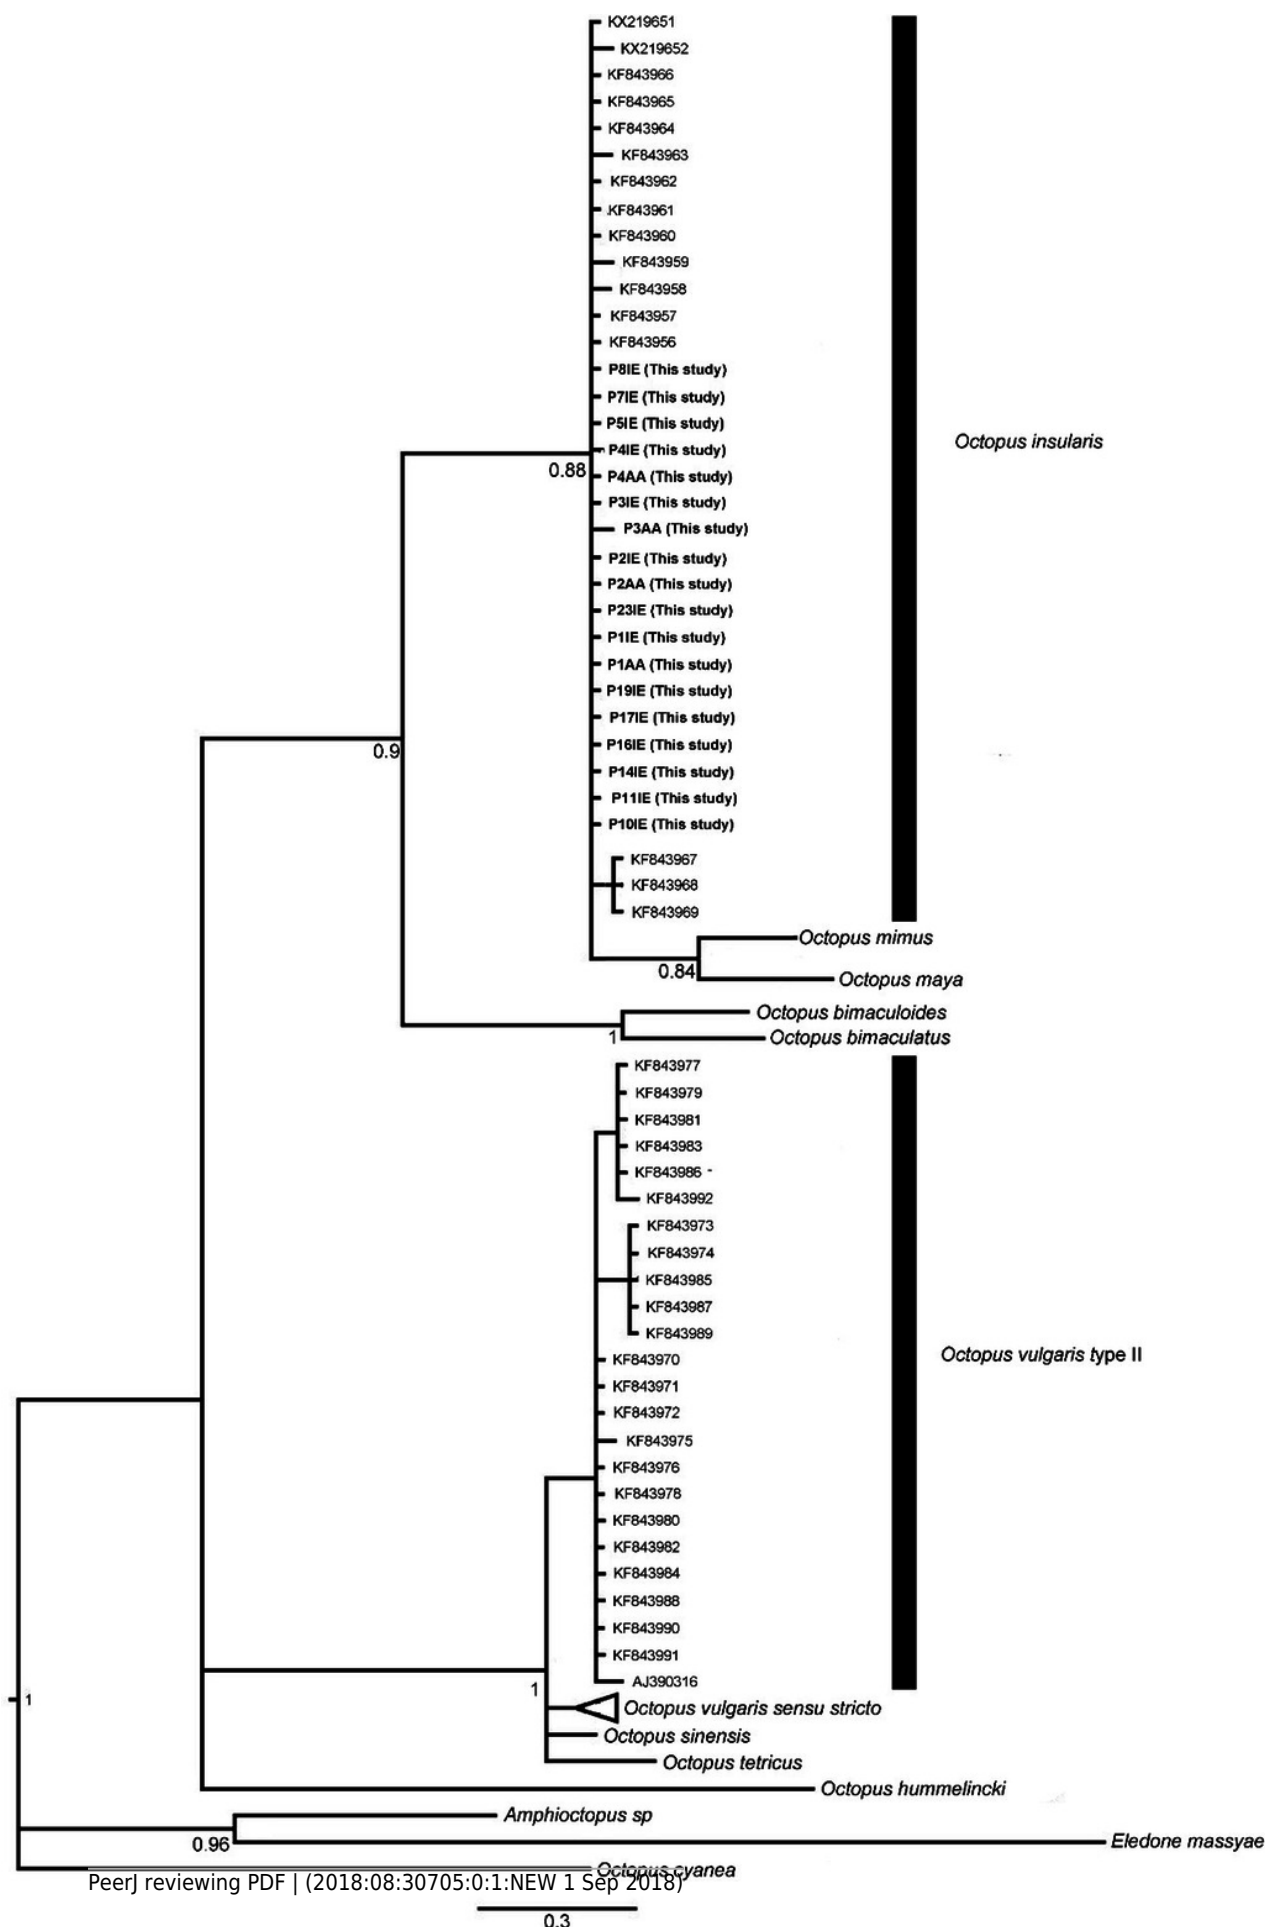 KX219651
KX219652
KF843966
KF843965
KF843964
KF843963
KF843962
KF843961
KF843960
KF843959
KF843958
KF843957
KF843956
P8IE (This study)
P7IE (This study)
P5IE (This study)
Octopus insularis
P4IE (This study)
0.88
P4AA (This study)
P3IE (This study)
P3AA (This study)
P2IE (This study)
P2AA (This study)
P23IE (This study)
P1IE (This study)
P1AA (This study)
P19IE (This study)
P17IE (This study)
P16IE (This study)
0.9
P14IE (This study)
P11IE (This study)
P10IE (This study)
KF843967
KF843968
KF843969
Octopus mimus
0.84
Octopus maya
Octopus bimaculoides
1
Octopus bimaculatus
KF843977
KF843979
KF843981
KF843983
KF843986
KF843992
KF843973
KF843974
KF843985
KF843987
KF843989
Octopus vulgaris type II
KF843970
KF843971
KF843972
KF843975
KF843976
KF843978
KF843980
KF843982
KF843984
KF843988
KF843990
KF843991
AJ390316
1
1
Octopus vulgaris sensu stricto
Octopus sinensis
Octopus tetricus
Octopus hummelincki
Amphioctopus sp
0.96
Eledone massyae
Octopus cyanea
PeerJ reviewing PDF | (2018:08:30705:0:1:NEW 1 Sep 2018)
0.3